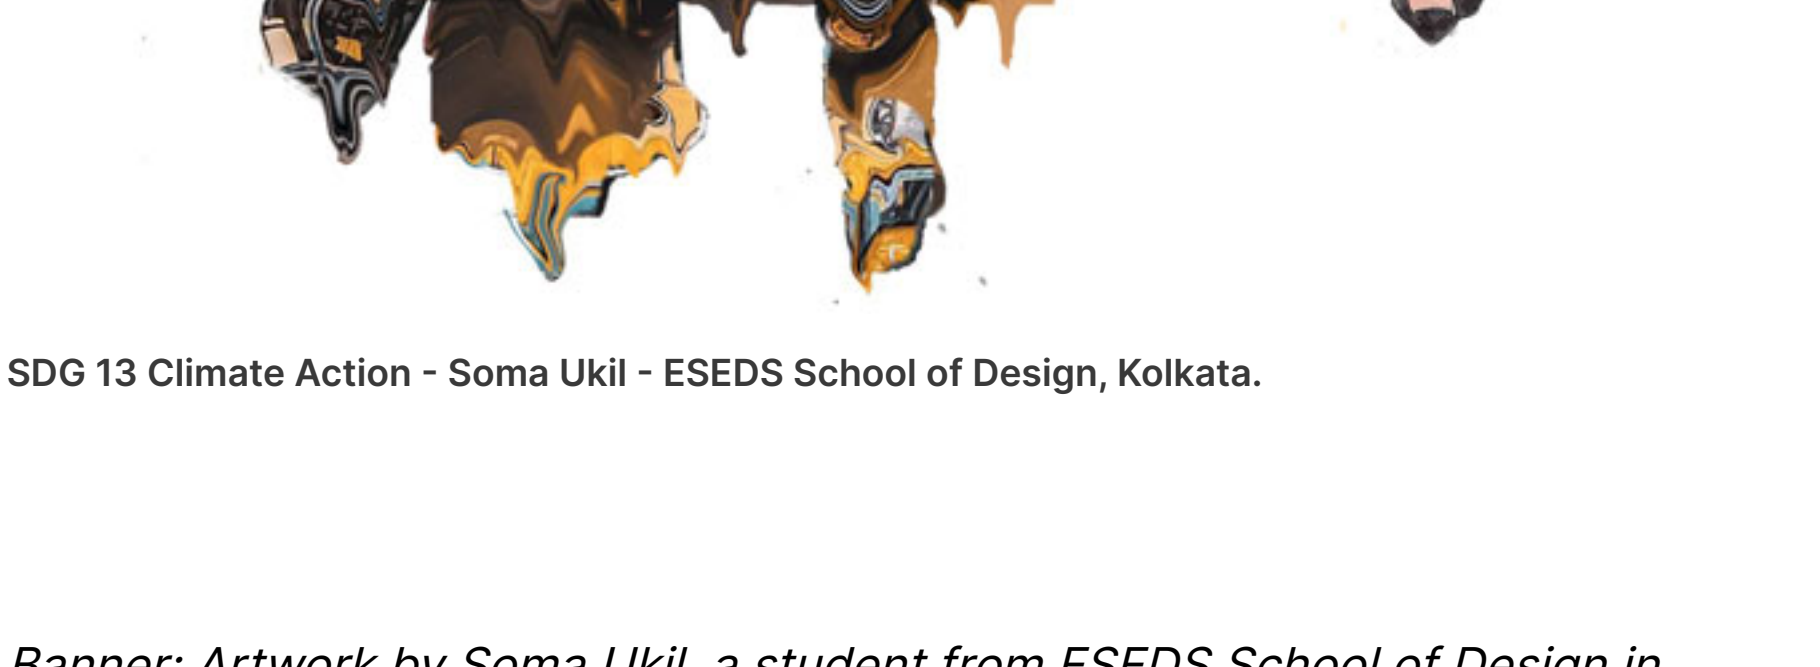 SDG 13 Climate Action - Soma Ukil - ESEDS School of Design, Kolkata.
Banner: Artwork by Soma Ukil, a student from ESEDS School of Design in